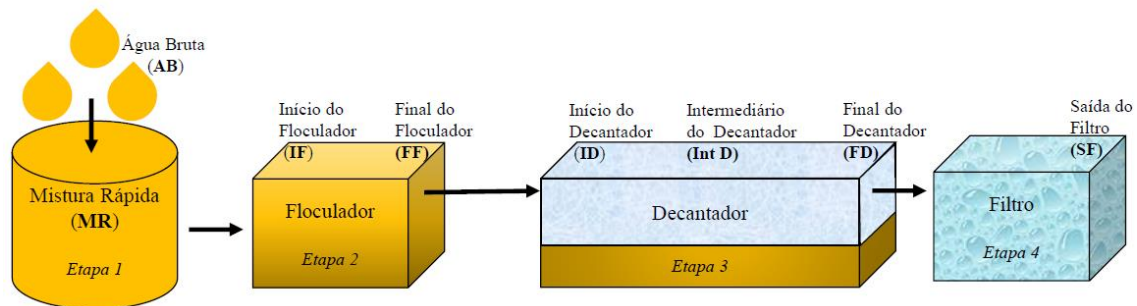 Água Bruta
(AB)
Mistura Rápida
(MR)
Etapa 1
Início do
Floculador
(IF)
Final do
Floculador
(FF)
Floculador
Etapa 2
Início do
Decantador
(ID)
Intermediário
do Decantador
(Int D)
Final do
Decantador
(FD)
Decantador
Etapa 3
Saída do
Filtro
(SF)
Filtro
Etapa 4